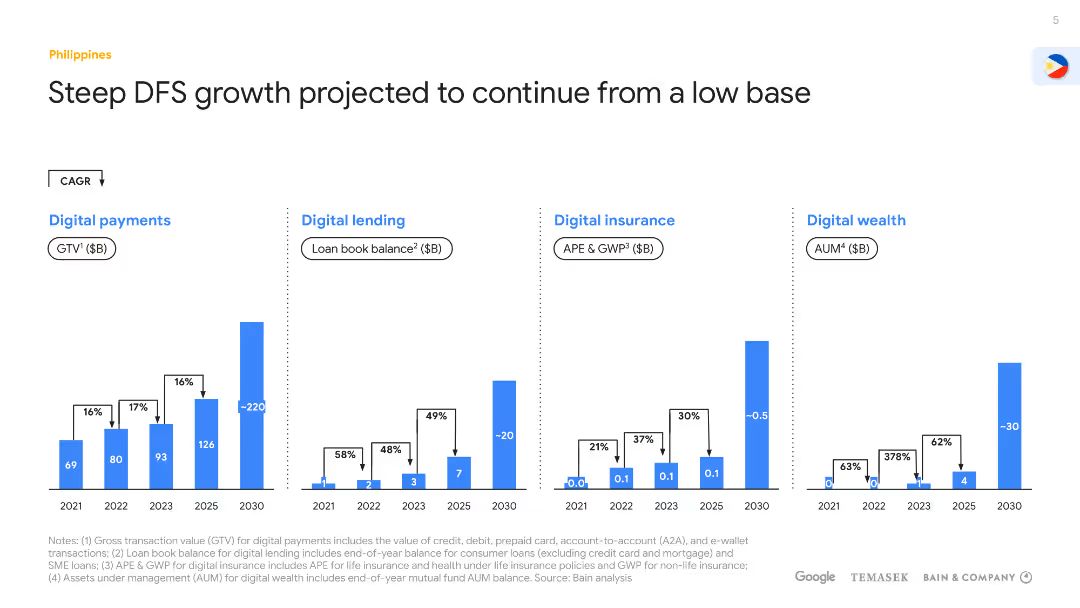 5
Philippines
Steep DFS growth projected to continue from a low base
CAGR
Digital payments
GTV¹ ($B)
16%
17%
16%
69
80
93
126
~220
2021 2022 2023 2025 2030
Digital lending
Loan book balance² ($B)
58%
48%
49%
1
2
3
7
~20
2021 2022 2023 2025 2030
Digital insurance
APE & GWP³ ($B)
21%
37%
30%
0.0
0.1
0.1
0.1
~0.5
2021 2022 2023 2025 2030
Digital wealth
AUM⁴ ($B)
63%
378%
62%
0
0
1
4
~30
2021 2022 2023 2025 2030
Notes: (1) Gross transaction value (GTV) for digital payments includes the value of credit, debit, prepaid card, account-to-account (A2A), and e-wallet
transactions; (2) Loan book balance for digital lending includes end-of-year balance for consumer loans (excluding credit card and mortgage) and
SME loans; (3) APE & GWP for digital insurance includes APE for life insurance and health under life insurance policies and GWP for non-life insurance;
(4) Assets under management (AUM) for digital wealth includes end-of-year mutual fund AUM balance. Source: Bain analysis
Google TEMASEK BAIN & COMPANY